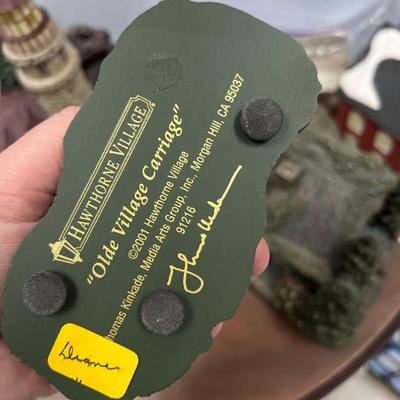 HAWTHORNE VILLAGE
"Olde Village Carriage"
©2001 Hawthorne Village
Thomas Kinkade, Media Arts Group, Inc., Morgan Hill, CA 95037
91216
Diane